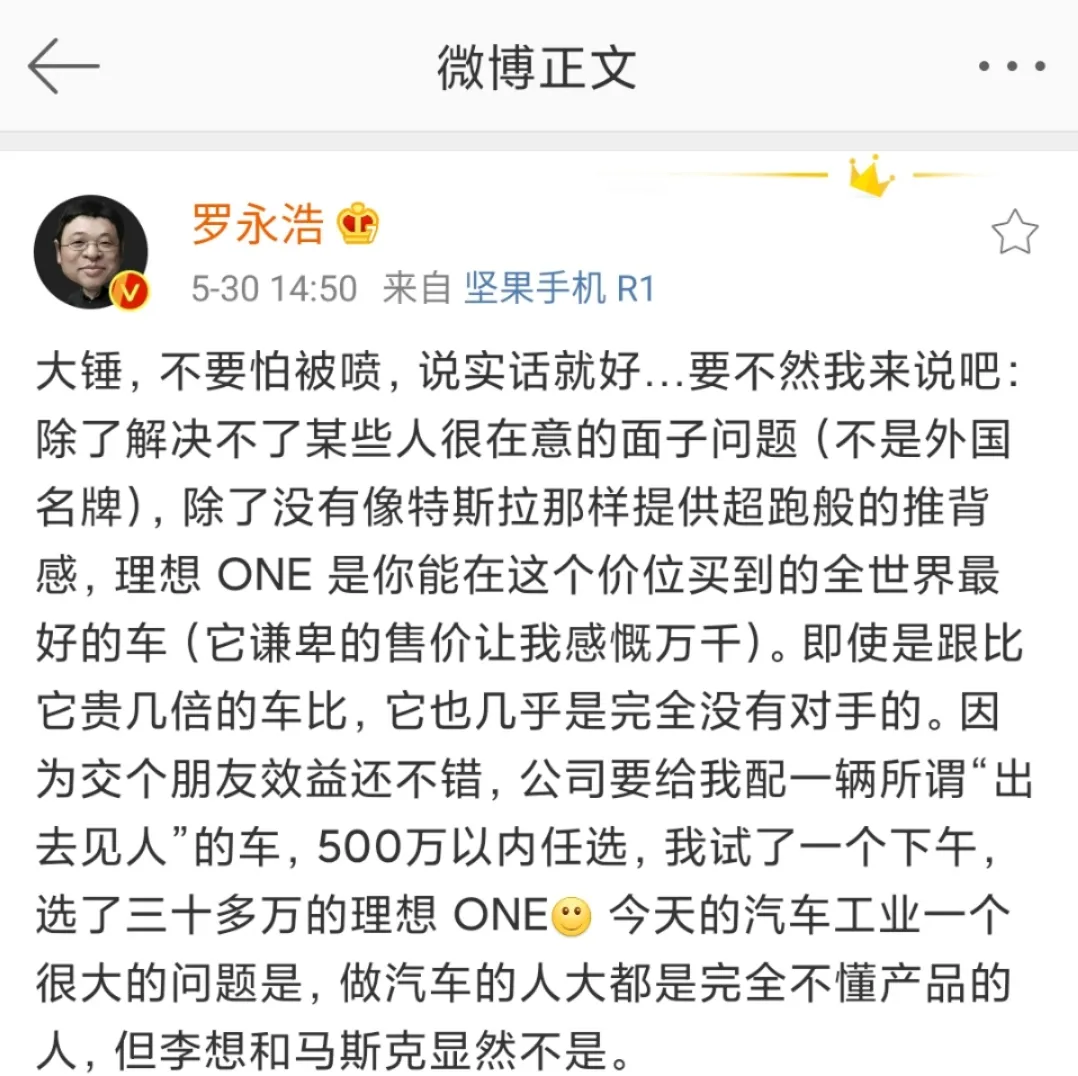 微博正文
罗永浩
5-30 14:50 来自 坚果手机 R1
大锤，不要怕被喷，说实话就好...要不然我来说吧：
除了解决不了某些人很在意的面子问题（不是外国
名牌），除了没有像特斯拉那样提供超跑般的推背
感，理想 ONE 是你能在这个价位买到的全世界最
好的车（它谦卑的售价让我感慨万千）。即使是跟比
它贵几倍的车比，它也几乎是完全没有对手的。因
为交个朋友效益还不错，公司要给我配一辆所谓“出
去见人”的车，500万以内任选，我试了一个下午，
选了三十多万的理想 ONE🙂 今天的汽车工业一个
很大的问题是，做汽车的人大都是完全不懂产品的
人，但李想和马斯克显然不是。